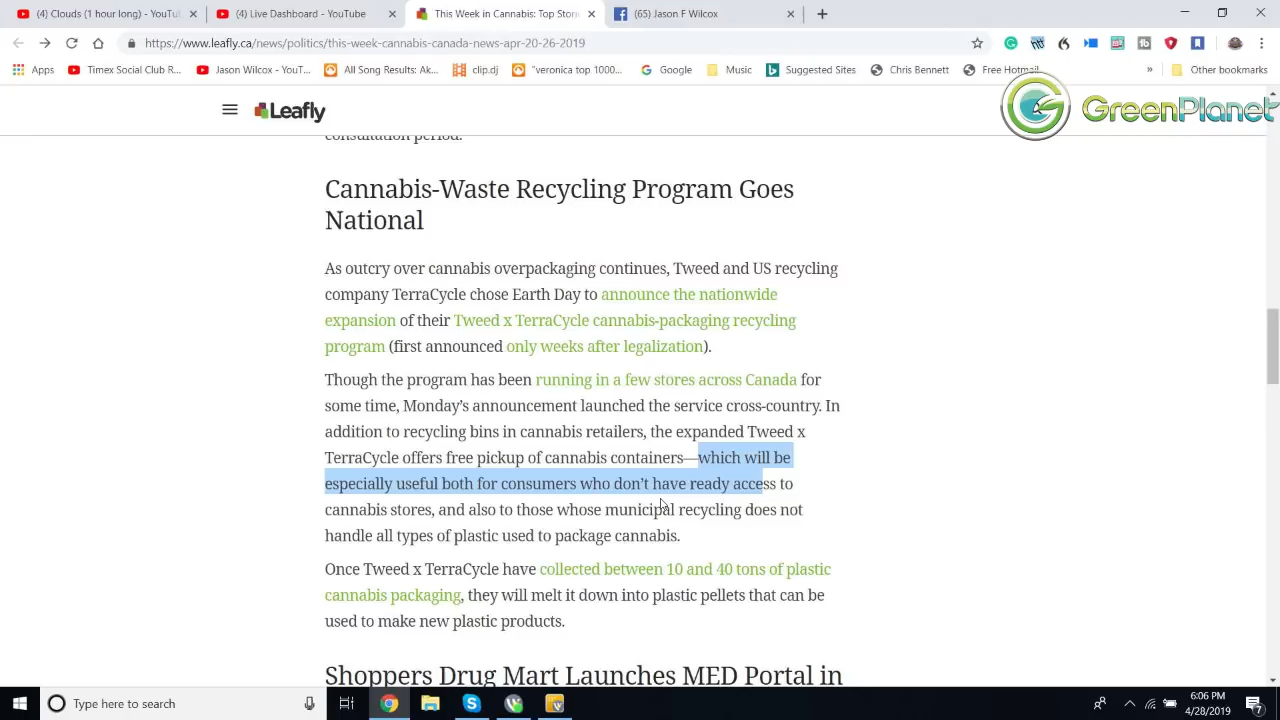 (4) Clouds (1) - YouTube
(4) Live Dashboard - YouTube
This Week in Cannabis: Top Stor
(65) Jason F Wilcox
https://www.leafly.ca/news/politics/this-week-cannabis-canada-news-apr-20-26-2019
Apps
Timex Social Club R...
Jason Wilcox - YouT...
All Song Results: Ak...
clip.dj
"veronica top 1000...
Google
Music
Suggested Sites
Chris Bennett
Free Hotmail
»
Other bookmarks
Leafly
GreenPlanet
consultation period.
Cannabis-Waste Recycling Program Goes
National
As outcry over cannabis overpackaging continues, Tweed and US recycling
company TerraCycle chose Earth Day to announce the nationwide
expansion of their Tweed x TerraCycle cannabis-packaging recycling
program (first announced only weeks after legalization).
Though the program has been running in a few stores across Canada for
some time, Monday’s announcement launched the service cross-country. In
addition to recycling bins in cannabis retailers, the expanded Tweed x
TerraCycle offers free pickup of cannabis containers—which will be
especially useful both for consumers who don’t have ready access to
cannabis stores, and also to those whose municipal recycling does not
handle all types of plastic used to package cannabis.
Once Tweed x TerraCycle have collected between 10 and 40 tons of plastic
cannabis packaging, they will melt it down into plastic pellets that can be
used to make new plastic products.
Shoppers Drug Mart Launches MED Portal in
Type here to search
6:06 PM
4/28/2019
7